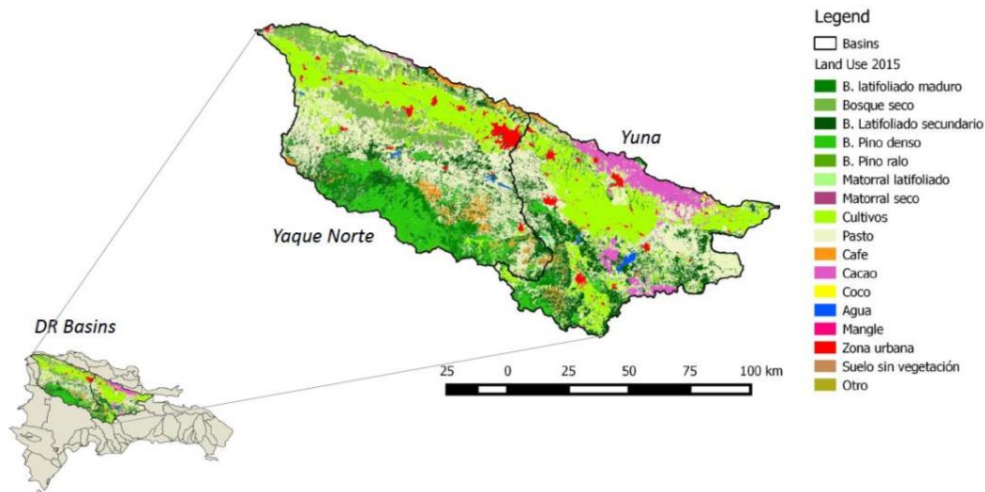 Legend
Basins
Land Use 2015
B. latifoliado maduro
Bosque seco
B. Latifoliado secundario
B. Pino denso
B. Pino ralo
Matorral latifoliado
Matorral seco
Cultivos
Pasto
Cafe
Cacao
Coco
Agua
Mangle
Zona urbana
Suelo sin vegetación
Otro
Yuna
Yaque Norte
DR Basins
25 0 25 50 75 100 km